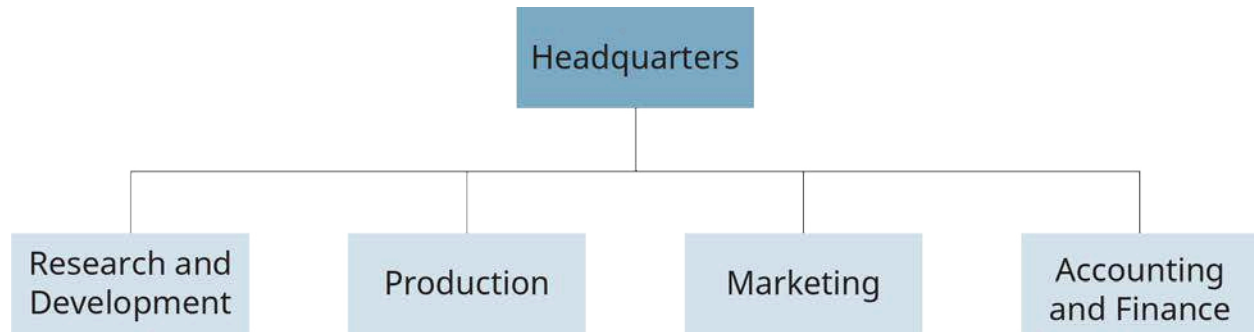 Headquarters
Research and
Development
Production
Marketing
Accounting
and Finance